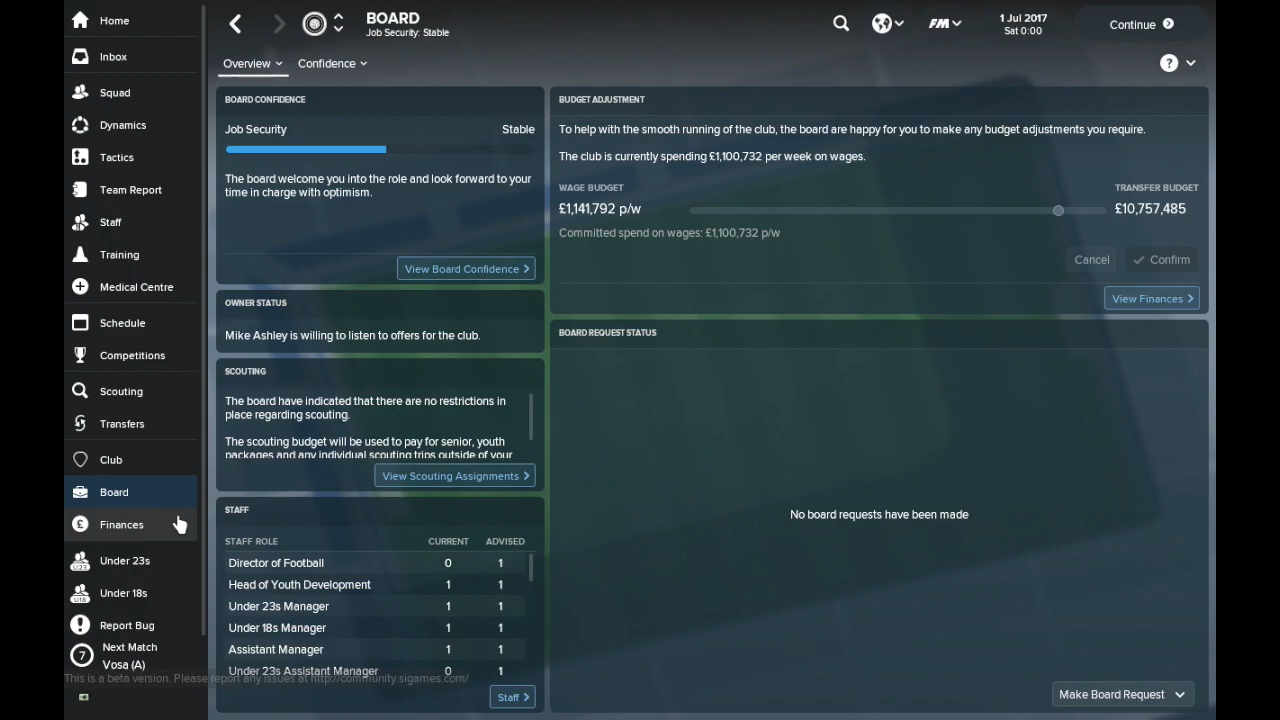 Home
Inbox
Squad
Dynamics
Tactics
Team Report
Staff
Training
Medical Centre
Schedule
Competitions
Scouting
Transfers
Club
Board
£
Finances
U23
Under 23s
U18
Under 18s
Report Bug
7
Next Match
Vosa (A)
This is a beta version. Please report any issues at http://community.sigames.com/
BOARD
Job Security: Stable
FM
1 Jul 2017
Sat 0:00
Continue
Overview
Confidence
?
BOARD CONFIDENCE
Job Security
Stable
The board welcome you into the role and look forward to your
time in charge with optimism.
View Board Confidence
OWNER STATUS
Mike Ashley is willing to listen to offers for the club.
SCOUTING
The board have indicated that there are no restrictions in
place regarding scouting.
The scouting budget will be used to pay for senior, youth
packages and any individual scouting trips outside of your
View Scouting Assignments
STAFF
STAFF ROLE CURRENT ADVISED
Director of Football 0 1
Head of Youth Development 1 1
Under 23s Manager 1 1
Under 18s Manager 1 1
Assistant Manager 1 1
Under 23s Assistant Manager 0 1
Staff
BUDGET ADJUSTMENT
To help with the smooth running of the club, the board are happy for you to make any budget adjustments you require.
The club is currently spending £1,100,732 per week on wages.
WAGE BUDGET
TRANSFER BUDGET
£1,141,792 p/w
£10,757,485
Committed spend on wages: £1,100,732 p/w
Cancel
Confirm
View Finances
BOARD REQUEST STATUS
No board requests have been made
Make Board Request